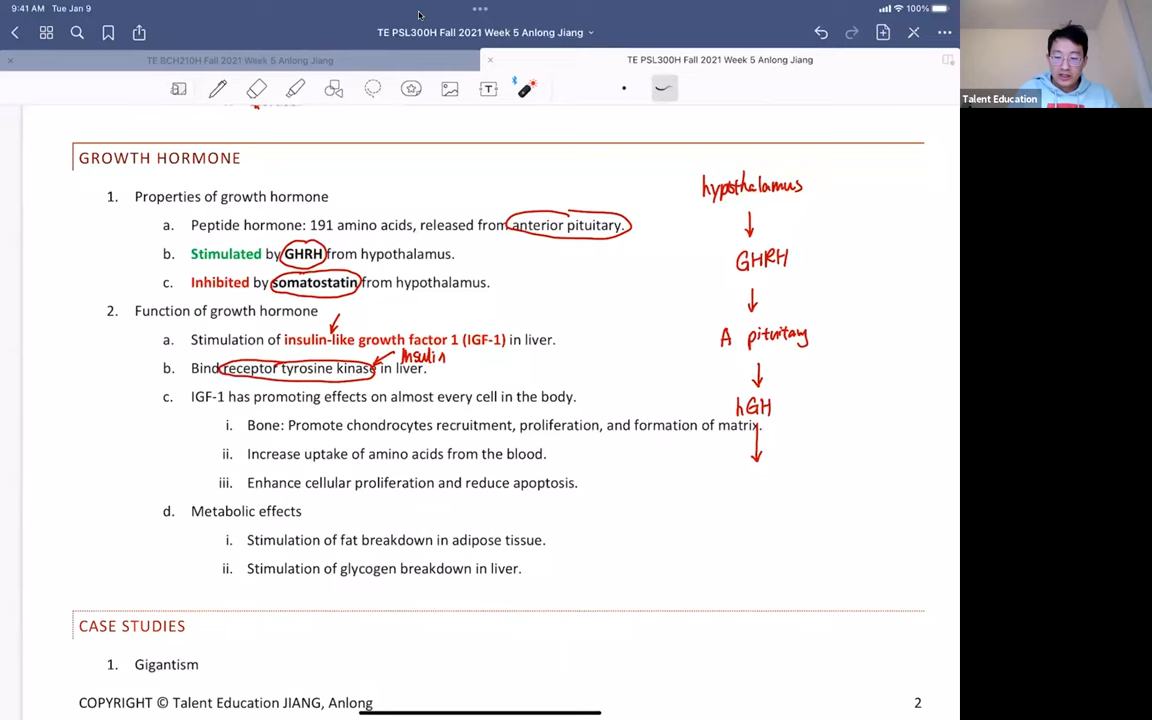 9:41 AM Tue Jan 9
100%
TE PSL300H Fall 2021 Week 5 Anlong Jiang
TE BCH210H Fall 2021 Week 5 Anlong Jiang
TE PSL300H Fall 2021 Week 5 Anlong Jiang
Talent Education
GROWTH HORMONE
1. Properties of growth hormone
a. Peptide hormone: 191 amino acids, released from anterior pituitary.
b. Stimulated by GHRH from hypothalamus.
c. Inhibited by somatostatin from hypothalamus.
2. Function of growth hormone
a. Stimulation of insulin-like growth factor 1 (IGF-1) in liver.
Insulin
b. Bind receptor tyrosine kinase in liver.
c. IGF-1 has promoting effects on almost every cell in the body.
i. Bone: Promote chondrocytes recruitment, proliferation, and formation of matrix.
ii. Increase uptake of amino acids from the blood.
iii. Enhance cellular proliferation and reduce apoptosis.
d. Metabolic effects
i. Stimulation of fat breakdown in adipose tissue.
ii. Stimulation of glycogen breakdown in liver.
hypothalamus
↓
GHRH
↓
A pituitary
↓
hGH
↓
CASE STUDIES
1. Gigantism
COPYRIGHT © Talent Education JIANG, Anlong
2